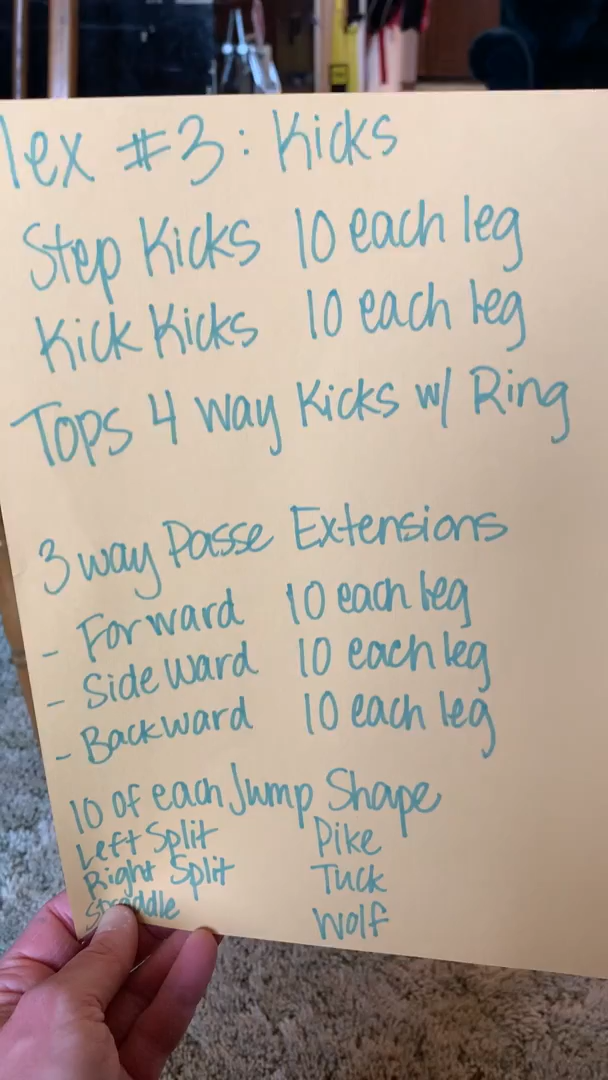 lex #3: Kicks
Step Kicks 10 each leg
Kick Kicks 10 each leg
Tops 4 way Kicks w/ Ring
3 way Passe Extensions
- Forward 10 each leg
- Side Ward 10 each leg
- Backward 10 each leg
10 of each Jump Shape
Left Split Pike
Right Split Tuck
Straddle Wolf